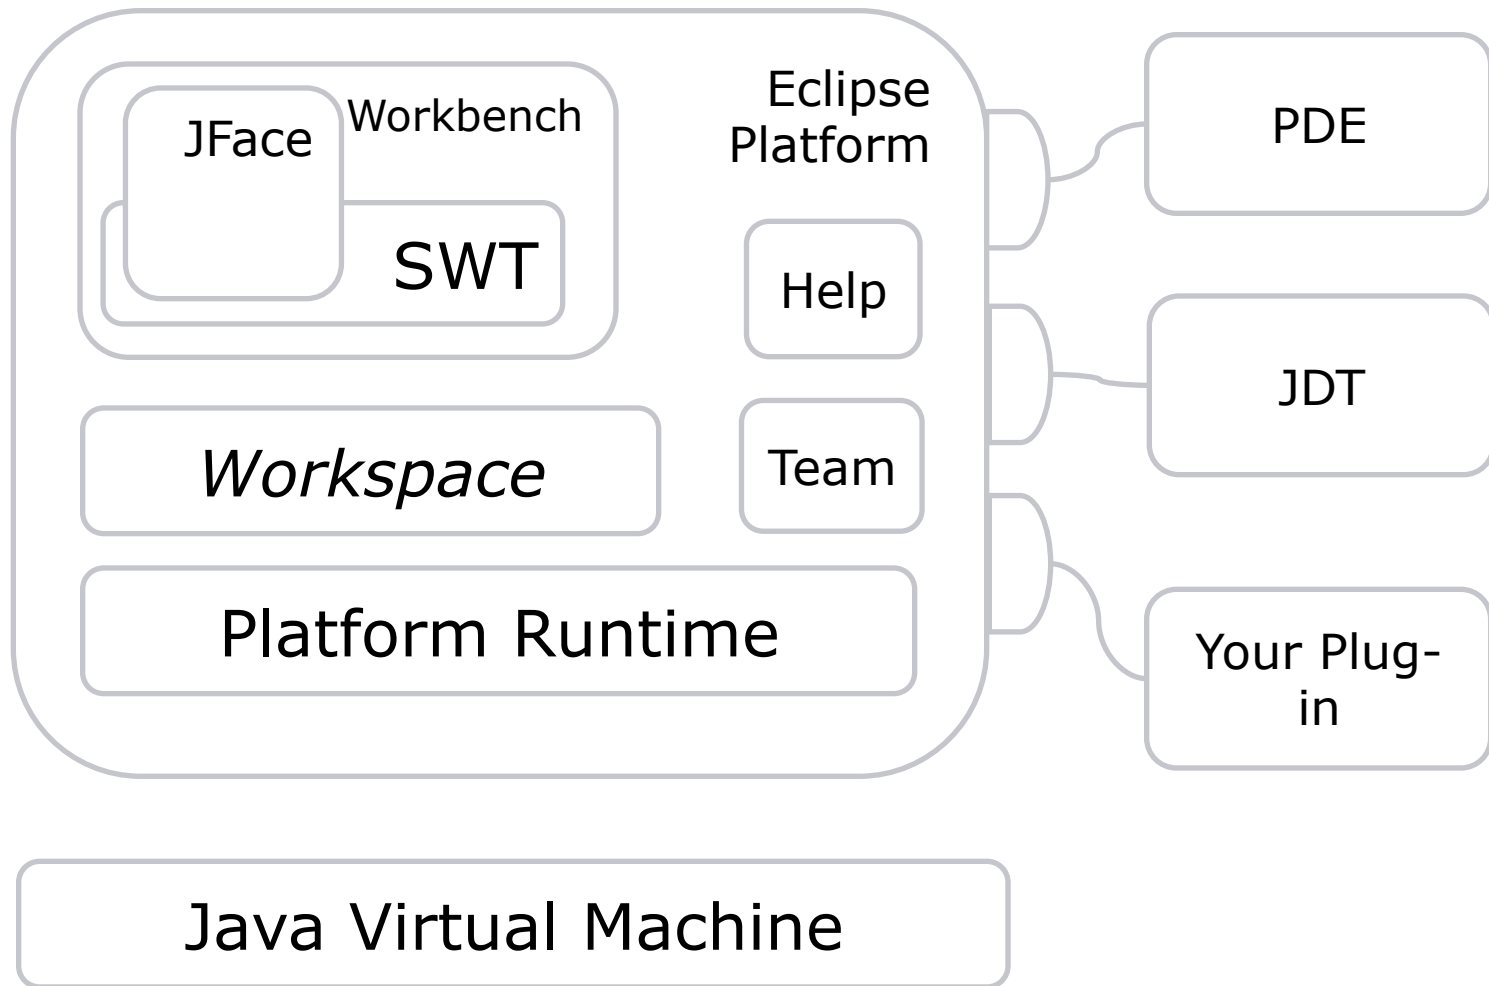 Eclipse
Platform
Workbench
JFace
SWT
Help
Workspace
Team
Platform Runtime
PDE
JDT
Your Plug-
in
Java Virtual Machine